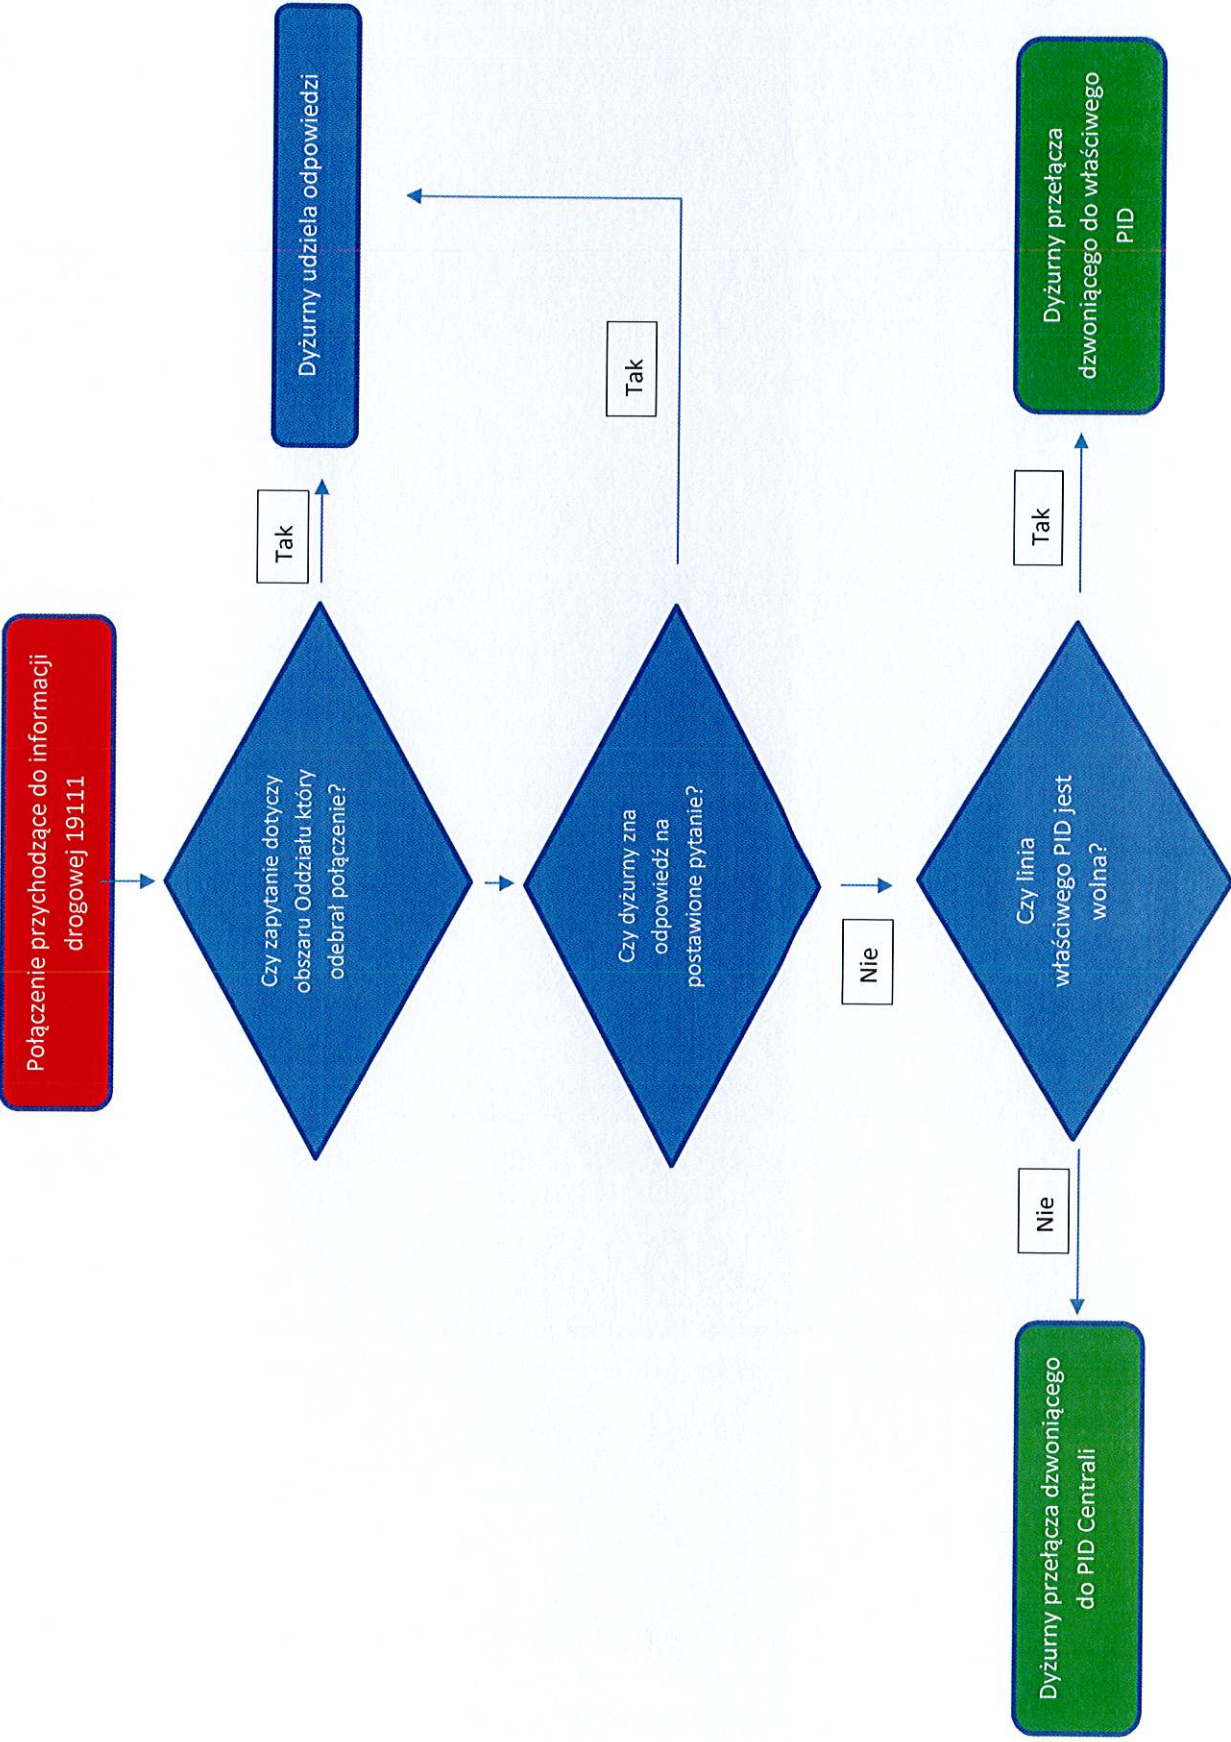 Połączenie przychodzące do informacji
drogowej 19111
Czy zapytanie dotyczy
obszaru Oddziału który
odebrał połączenie?
Tak
Dyżurny udziela odpowiedzi
Czy dyżurny zna
odpowiedź na
postawione pytanie?
Tak
Nie
Czy linia
właściwego PID jest
wolna?
Tak
Dyżurny przełącza
dzwoniącego do właściwego
PID
Nie
Dyżurny przełącza dzwoniącego
do PID Centrali